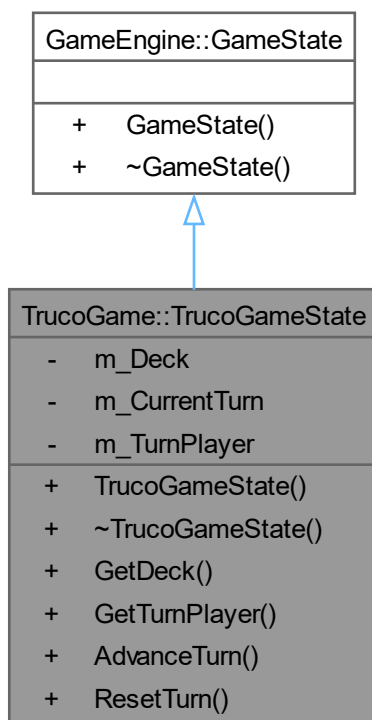 GameEngine::GameState
+ GameState()
+ ~GameState()
TrucoGame::TrucoGameState
- m_Deck
- m_CurrentTurn
- m_TurnPlayer
+ TrucoGameState()
+ ~TrucoGameState()
+ GetDeck()
+ GetTurnPlayer()
+ AdvanceTurn()
+ ResetTurn()